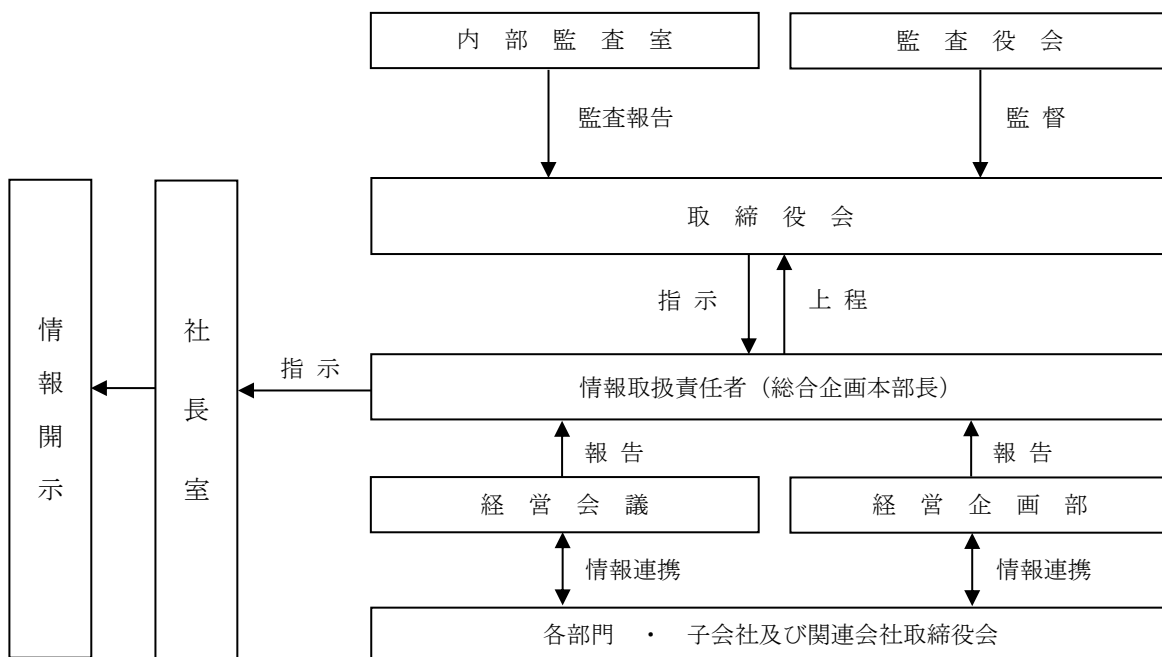 内部監査室
監査役会
監査報告
監督
取締役会
指示
上程
情報開示
社長室
指示
情報取扱責任者(総合企画本部長)
報告
報告
経営会議
経営企画部
情報連携
情報連携
各部門 ・ 子会社及び関連会社取締役会